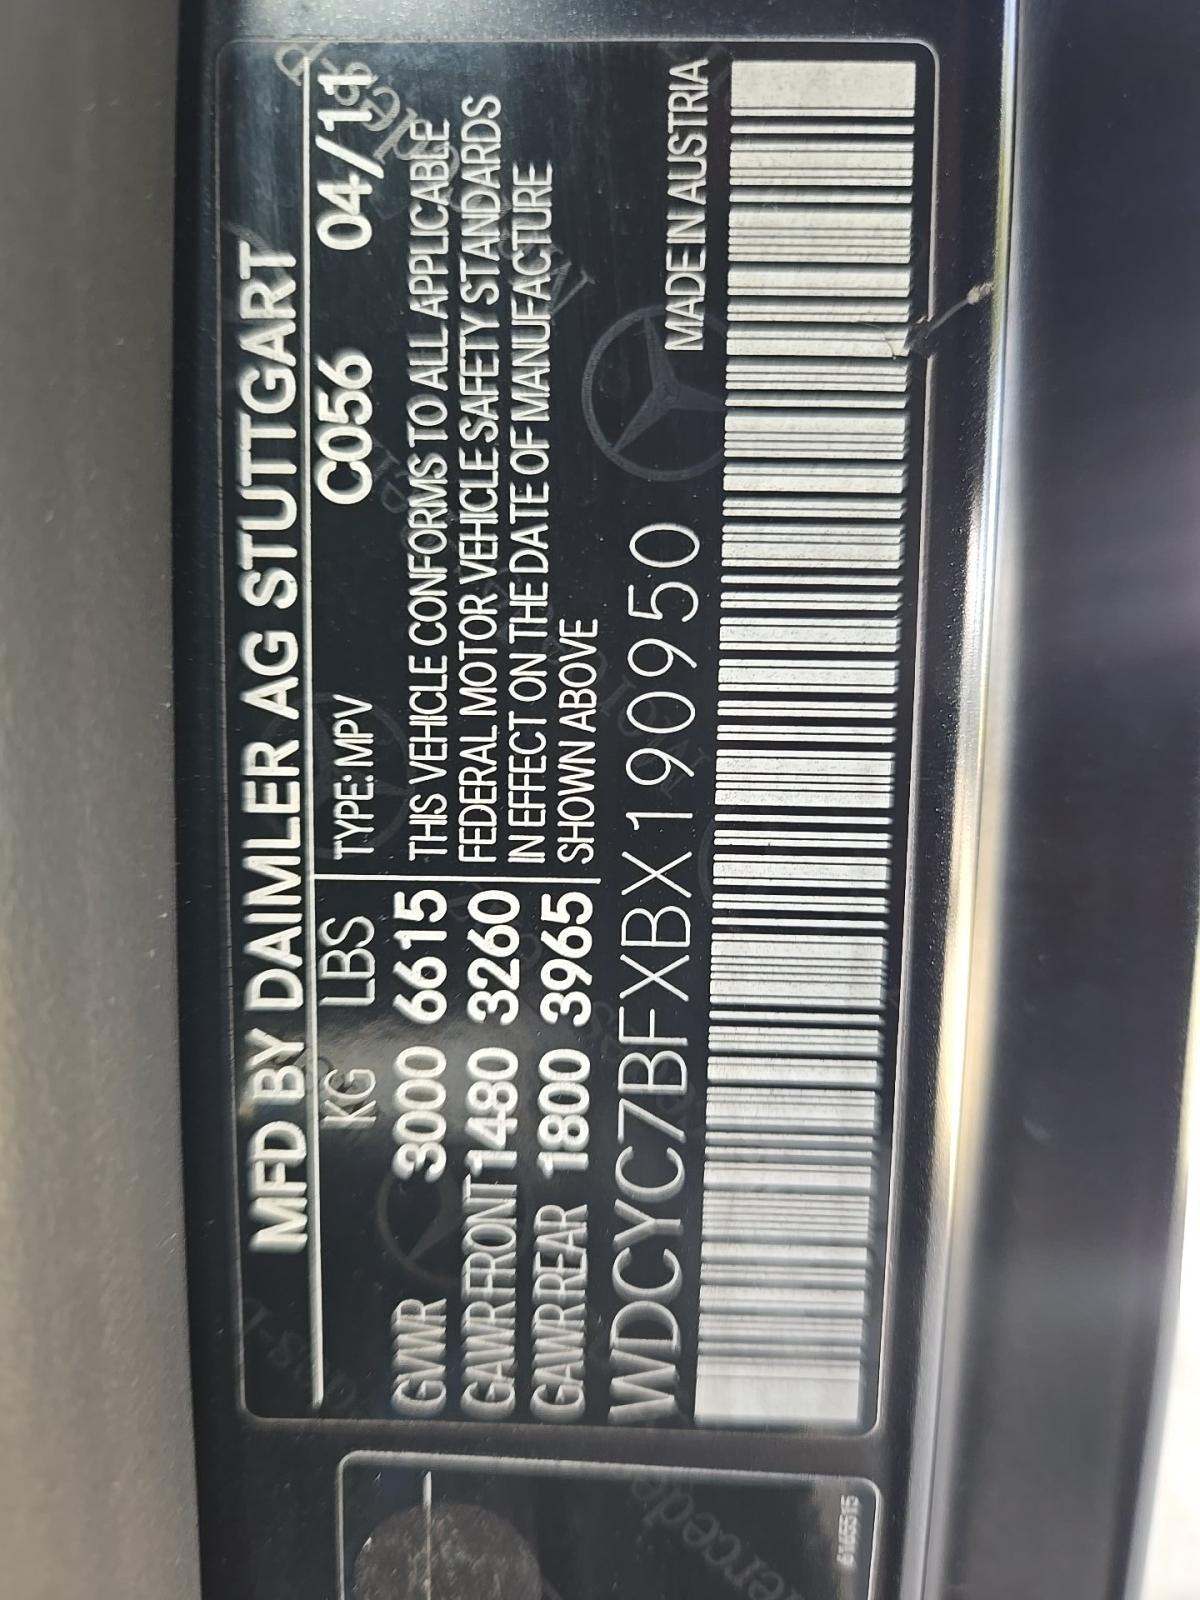 MFD BY DAIMLER AG STUTTGART
KG LBS TYPE: MPV C056 04/11
GVWR 3000 6615 THIS VEHICLE CONFORMS TO ALL APPLICABLE
GAWR FRONT 1480 3260 FEDERAL MOTOR VEHICLE SAFETY STANDARDS
IN EFFECT ON THE DATE OF MANUFACTURE
GAWR REAR 1800 3965 SHOWN ABOVE
WDCYC7BFXBX190950 MADE IN AUSTRIA